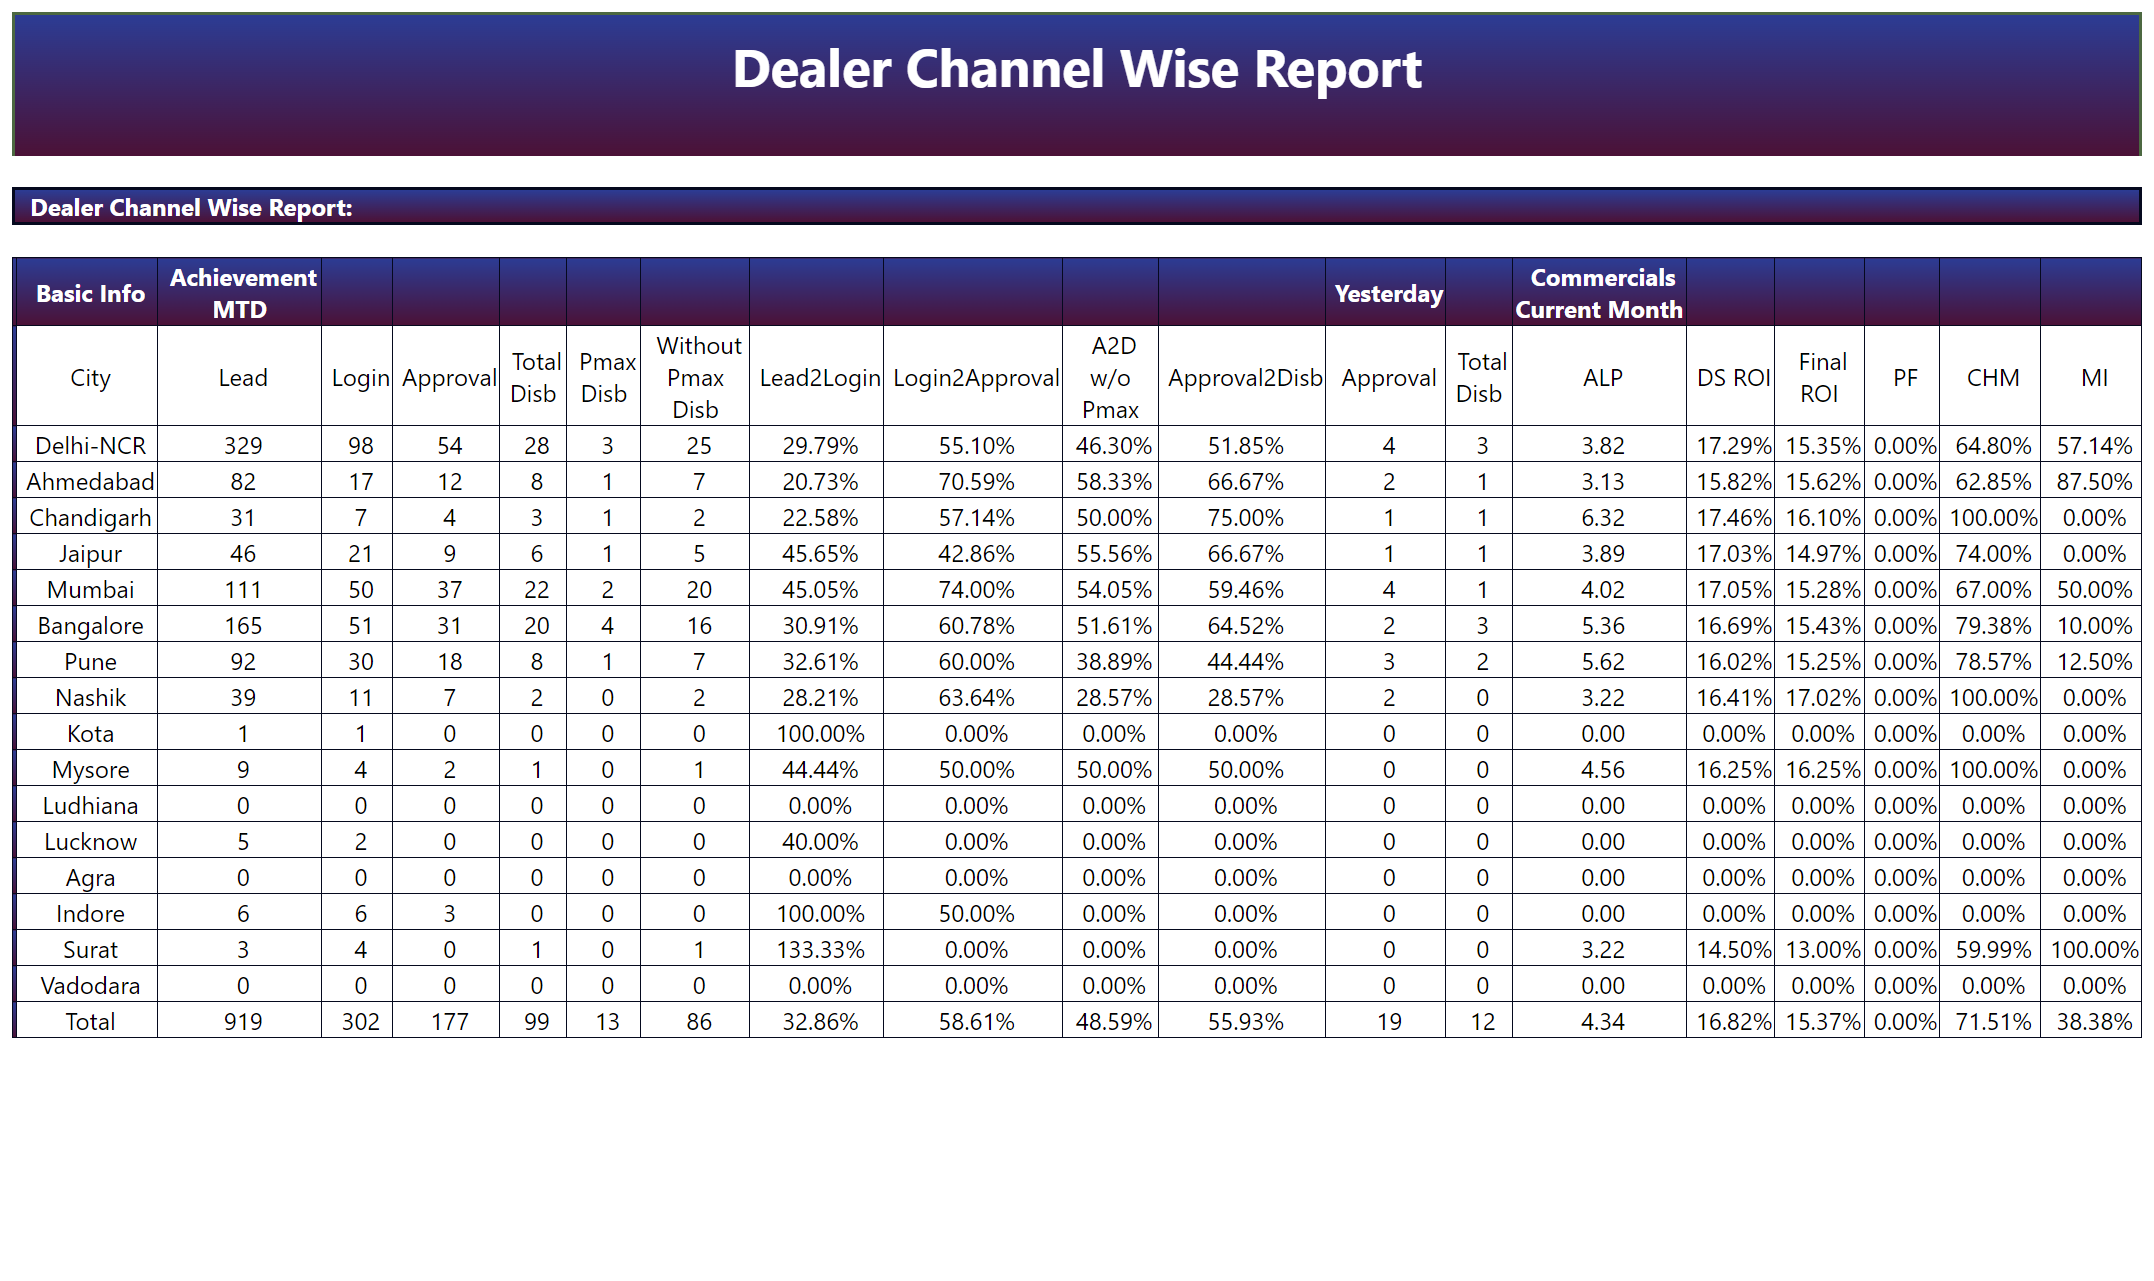 Dealer Channel Wise Report
Dealer Channel Wise Report:
Basic Info Achievement MTD Yesterday Commercials Current Month
City Lead Login Approval Total Disb Pmax Disb Without Pmax Disb Lead2Login Login2Approval A2D w/o Pmax Approval2Disb Approval Total Disb ALP DS ROI Final ROI PF CHM MI
Delhi-NCR 329 98 54 28 3 25 29.79% 55.10% 46.30% 51.85% 4 3 3.82 17.29% 15.35% 0.00% 64.80% 57.14%
Ahmedabad 82 17 12 8 1 7 20.73% 70.59% 58.33% 66.67% 2 1 3.13 15.82% 15.62% 0.00% 62.85% 87.50%
Chandigarh 31 7 4 3 1 2 22.58% 57.14% 50.00% 75.00% 1 1 6.32 17.46% 16.10% 0.00% 100.00% 0.00%
Jaipur 46 21 9 6 1 5 45.65% 42.86% 55.56% 66.67% 1 1 3.89 17.03% 14.97% 0.00% 74.00% 0.00%
Mumbai 111 50 37 22 2 20 45.05% 74.00% 54.05% 59.46% 4 1 4.02 17.05% 15.28% 0.00% 67.00% 50.00%
Bangalore 165 51 31 20 4 16 30.91% 60.78% 51.61% 64.52% 2 3 5.36 16.69% 15.43% 0.00% 79.38% 10.00%
Pune 92 30 18 8 1 7 32.61% 60.00% 38.89% 44.44% 3 2 5.62 16.02% 15.25% 0.00% 78.57% 12.50%
Nashik 39 11 7 2 0 2 28.21% 63.64% 28.57% 28.57% 2 0 3.22 16.41% 17.02% 0.00% 100.00% 0.00%
Kota 1 1 0 0 0 0 100.00% 0.00% 0.00% 0.00% 0 0 0.00 0.00% 0.00% 0.00% 0.00% 0.00%
Mysore 9 4 2 1 0 1 44.44% 50.00% 50.00% 50.00% 0 0 4.56 16.25% 16.25% 0.00% 100.00% 0.00%
Ludhiana 0 0 0 0 0 0 0.00% 0.00% 0.00% 0.00% 0 0 0.00 0.00% 0.00% 0.00% 0.00% 0.00%
Lucknow 5 2 0 0 0 0 40.00% 0.00% 0.00% 0.00% 0 0 0.00 0.00% 0.00% 0.00% 0.00% 0.00%
Agra 0 0 0 0 0 0 0.00% 0.00% 0.00% 0.00% 0 0 0.00 0.00% 0.00% 0.00% 0.00% 0.00%
Indore 6 6 3 0 0 0 100.00% 50.00% 0.00% 0.00% 0 0 0.00 0.00% 0.00% 0.00% 0.00% 0.00%
Surat 3 4 0 1 0 1 133.33% 0.00% 0.00% 0.00% 0 0 3.22 14.50% 13.00% 0.00% 59.99% 100.00%
Vadodara 0 0 0 0 0 0 0.00% 0.00% 0.00% 0.00% 0 0 0.00 0.00% 0.00% 0.00% 0.00% 0.00%
Total 919 302 177 99 13 86 32.86% 58.61% 48.59% 55.93% 19 12 4.34 16.82% 15.37% 0.00% 71.51% 38.38%